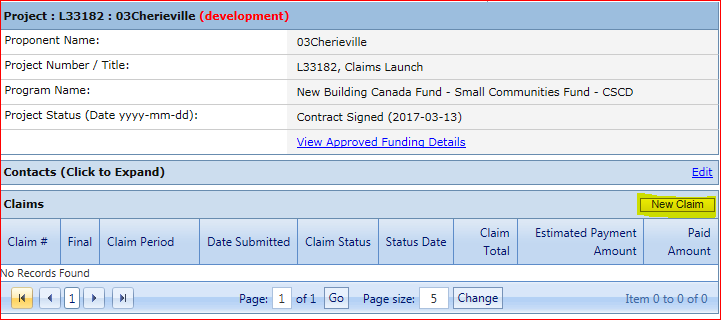 Project : L33182 : 03Cherieville (development)
Proponent Name: 03Cherieville
Project Number / Title: L33182, Claims Launch
Program Name: New Building Canada Fund - Small Communities Fund - CSCD
Project Status (Date yyyy-mm-dd): Contract Signed (2017-03-13)
View Approved Funding Details
Contacts (Click to Expand) Edit
Claims New Claim
Claim # Final Claim Period Date Submitted Claim Status Status Date Claim Total Estimated Payment Amount Paid Amount
No Records Found
1 Page: 1 of 1 Go Page size: 5 Change Item 0 to 0 of 0